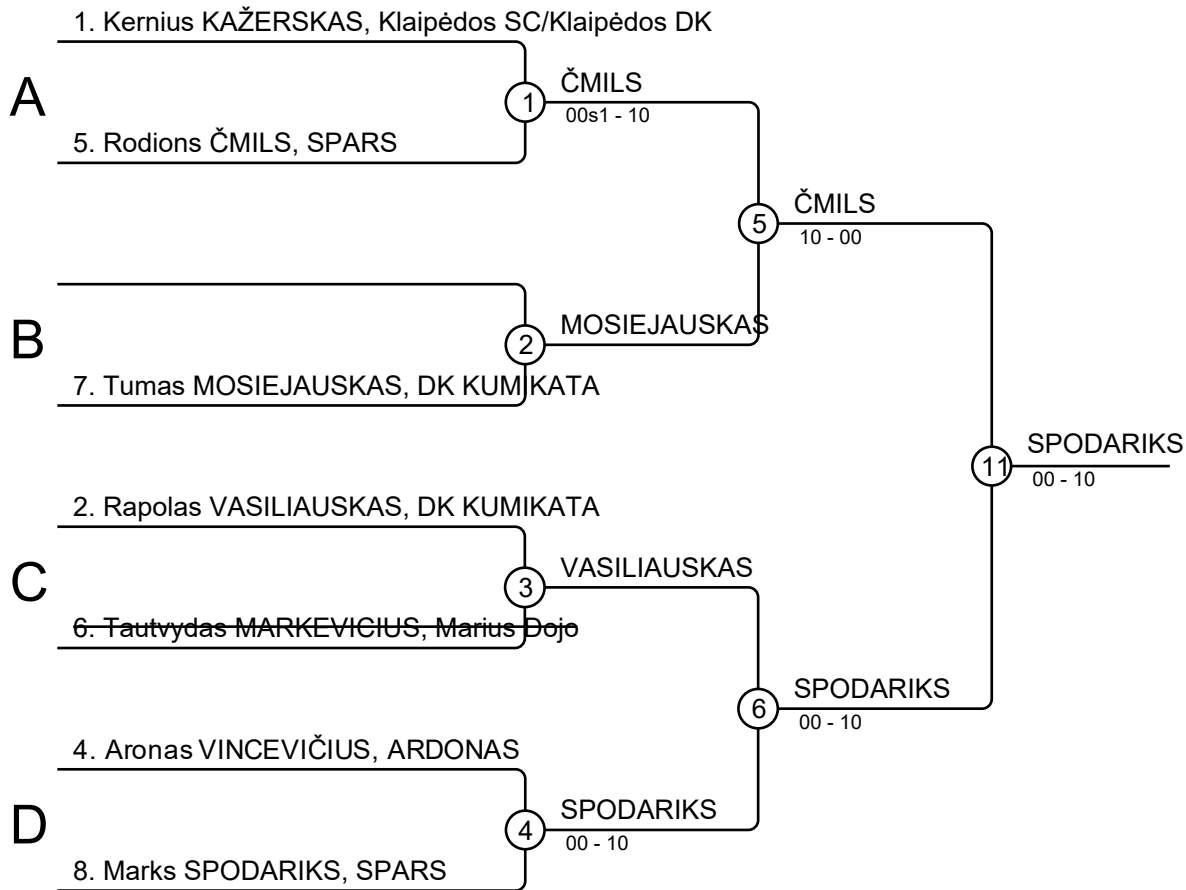 1. Kernius KAŽERSKAS, Klaipėdos SC/Klaipėdos DK
A
1
ČMILS
00s1 - 10
5. Rodions ČMILS, SPARS
5
ČMILS
10 - 00
B
2
MOSIEJAUSKAS
7. Tumas MOSIEJAUSKAS, DK KUMIKATA
11
SPODARIKS
00 - 10
2. Rapolas VASILIAUSKAS, DK KUMIKATA
C
3
VASILIAUSKAS
6. Tautvydas MARKEVICIUS, Marius Dojo
6
SPODARIKS
00 - 10
4. Aronas VINCEVIČIUS, ARDONAS
D
4
SPODARIKS
00 - 10
8. Marks SPODARIKS, SPARS